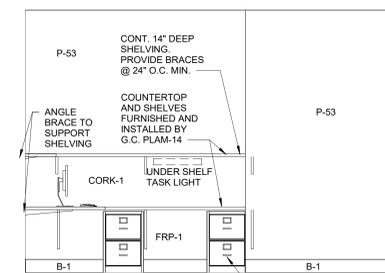 CONT. 14" DEEP
SHELVING.
PROVIDE BRACES
@ 24" O.C. MIN.
P-53
P-53
ANGLE
BRACE TO
SUPPORT
SHELVING
COUNTERTOP
AND SHELVES
FURNISHED AND
INSTALLED BY
G.C. PLAM-14
UNDER SHELF
TASK LIGHT
CORK-1
FRP-1
B-1
B-1